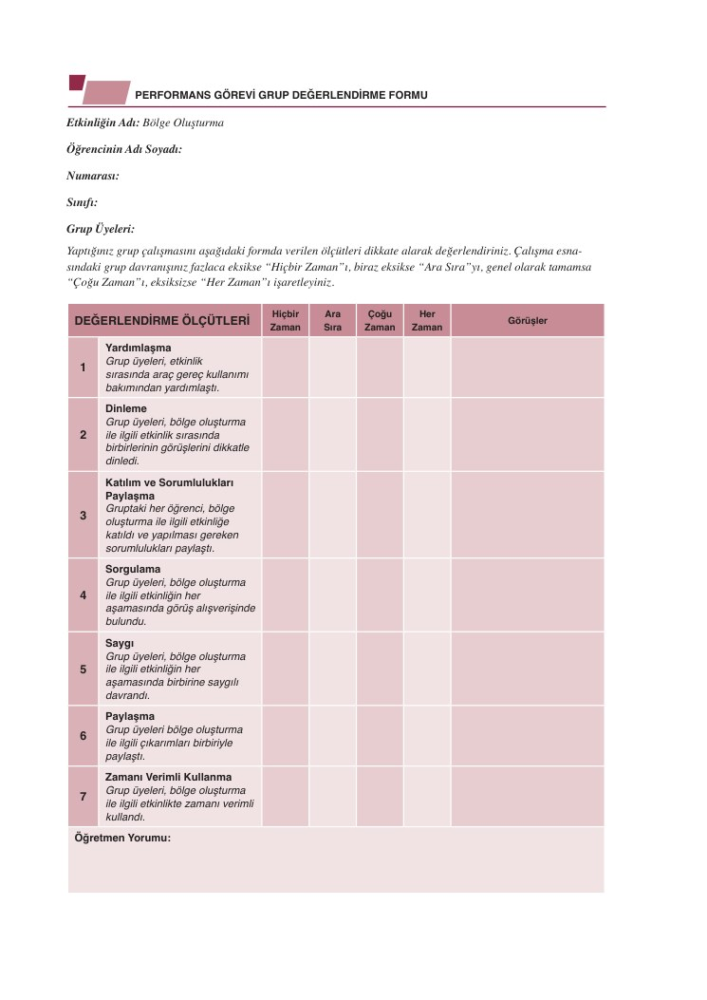 PERFORMANS GÖREVİ GRUP DEĞERLENDİRME FORMU
Etkinliğin Adı: Bölge Oluşturma
Öğrencinin Adı Soyadı:
Numarası:
Sınıfı:
Grup Üyeleri:
Yaptığınız grup çalışmasını aşağıdaki formda verilen ölçütleri dikkate alarak değerlendiriniz. Çalışma esna-
sındaki grup davranışınız fazlaca eksikse “Hiçbir Zaman”ı, biraz eksikse “Ara Sıra”yı, genel olarak tamamsa
“Çoğu Zaman”ı, eksiksizse “Her Zaman”ı işaretleyiniz.
DEĞERLENDİRME ÖLÇÜTLERİ
Hiçbir
Zaman
Ara
Sıra
Çoğu
Zaman
Her
Zaman
Görüşler
1
Yardımlaşma
Grup üyeleri, etkinlik
sırasında araç gereç kullanımı
bakımından yardımlaştı.
2
Dinleme
Grup üyeleri, bölge oluşturma
ile ilgili etkinlik sırasında
birbirlerinin görüşlerini dikkatle
dinledi.
3
Katılım ve Sorumlulukları
Paylaşma
Gruptaki her öğrenci, bölge
oluşturma ile ilgili etkinliğe
katıldı ve yapılması gereken
sorumlulukları paylaştı.
4
Sorgulama
Grup üyeleri, bölge oluşturma
ile ilgili etkinliğin her
aşamasında görüş alışverişinde
bulundu.
5
Saygı
Grup üyeleri, bölge oluşturma
ile ilgili etkinliğin her
aşamasında birbirine saygılı
davrandı.
6
Paylaşma
Grup üyeleri bölge oluşturma
ile ilgili çıkarımları birbiriyle
paylaştı.
7
Zamanı Verimli Kullanma
Grup üyeleri, bölge oluşturma
ile ilgili etkinlikte zamanı verimli
kullandı.
Öğretmen Yorumu: